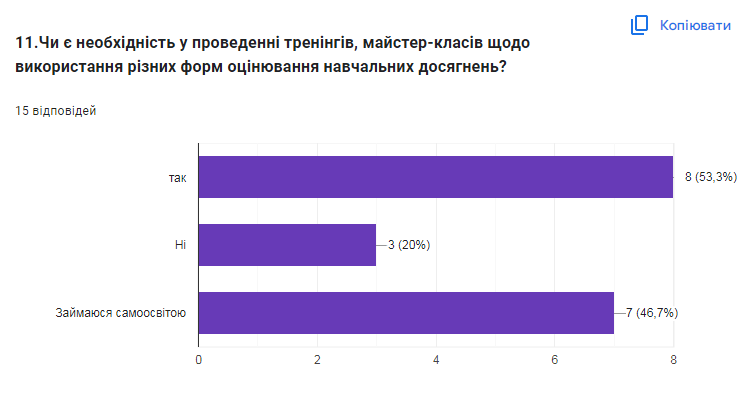 Копіювати
11.Чи є необхідність у проведенні тренінгів, майстер-класів щодо
використання різних форм оцінювання навчальних досягнень?
15 відповідей
так
8 (53,3%)
Ні
3 (20%)
Займаюся самоосвітою
7 (46,7%)
0 2 4 6 8